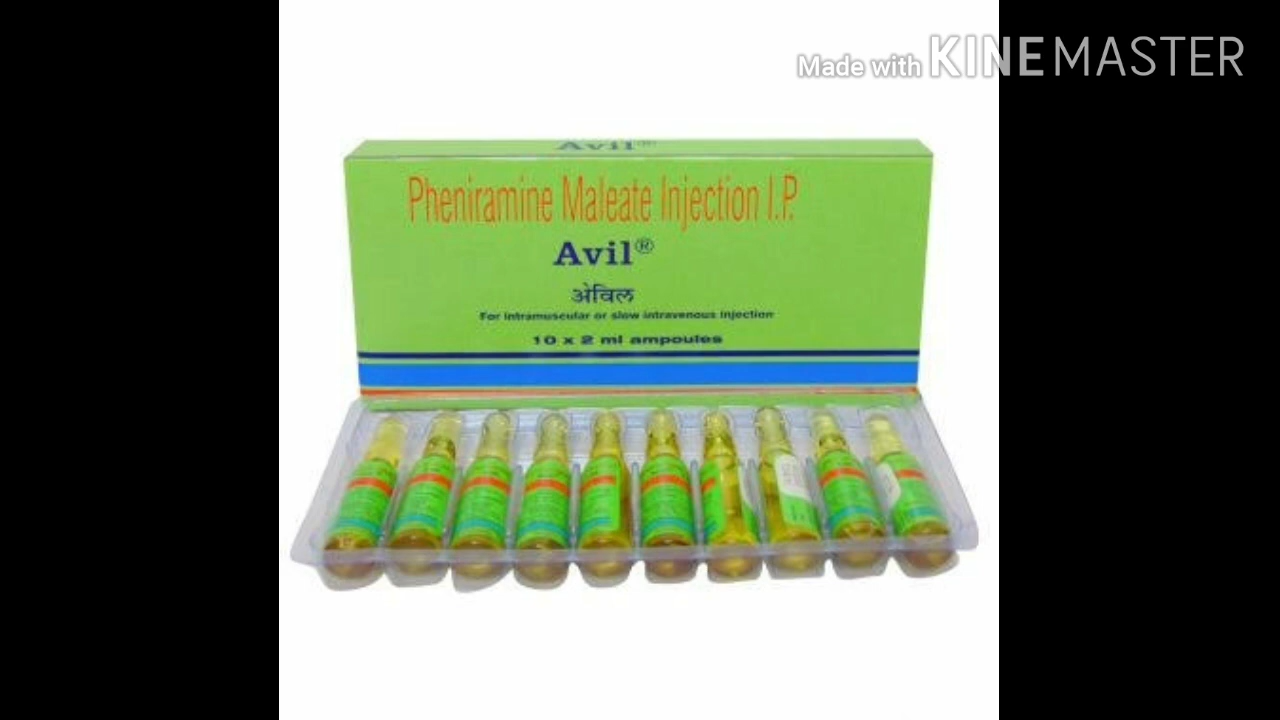 Made with KINEMASTER
Avil®
Pheniramine Maleate Injection I.P.
Avil®
अेविल
For intramuscular or slow intravenous injection
10 x 2 ml ampoules